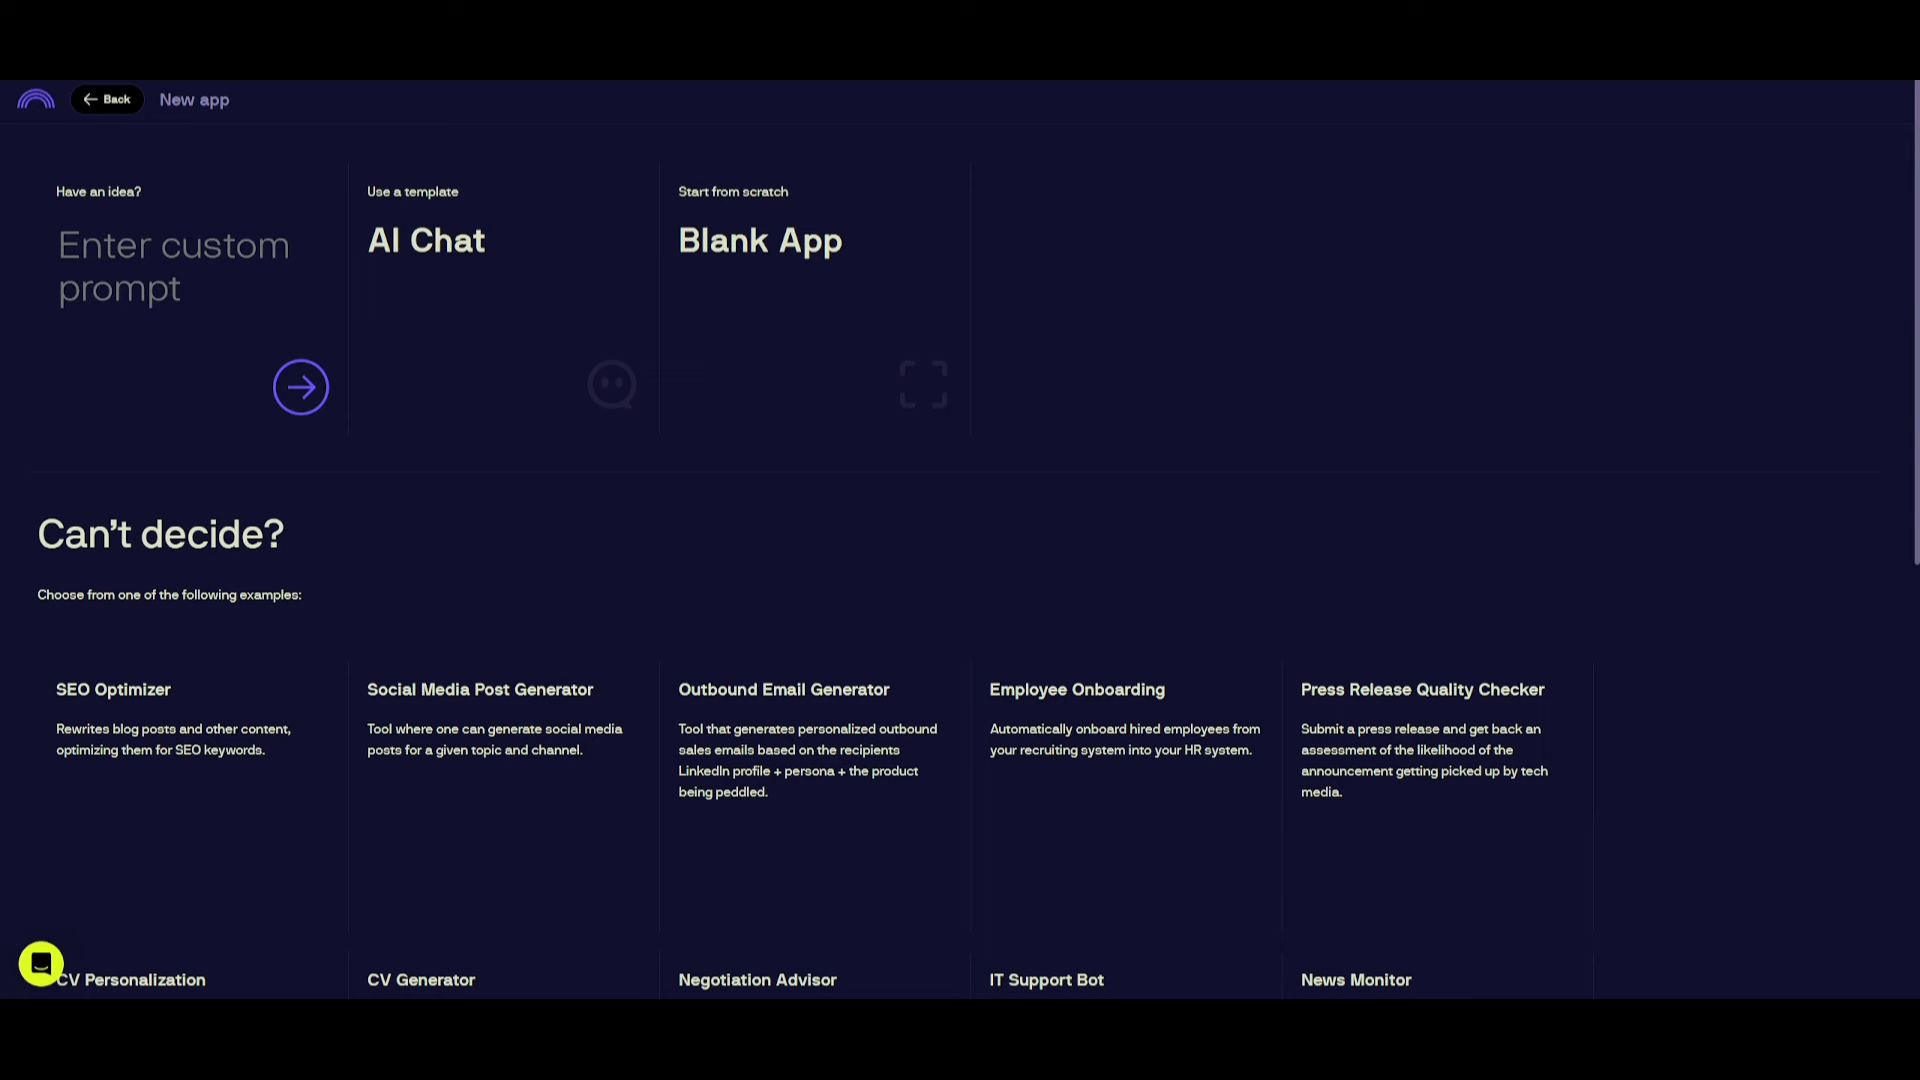 Back
New app
Have an idea?
Enter custom
prompt
Use a template
AI Chat
Start from scratch
Blank App
Can't decide?
Choose from one of the following examples:
SEO Optimizer
Rewrites blog posts and other content,
optimizing them for SEO keywords.
Social Media Post Generator
Tool where one can generate social media
posts for a given topic and channel.
Outbound Email Generator
Tool that generates personalized outbound
sales emails based on the recipients
LinkedIn profile + persona + the product
being peddled.
Employee Onboarding
Automatically onboard hired employees from
your recruiting system into your HR system.
Press Release Quality Checker
Submit a press release and get back an
assessment of the likelihood of the
announcement getting picked up by tech
media.
CV Personalization
CV Generator
Negotiation Advisor
IT Support Bot
News Monitor